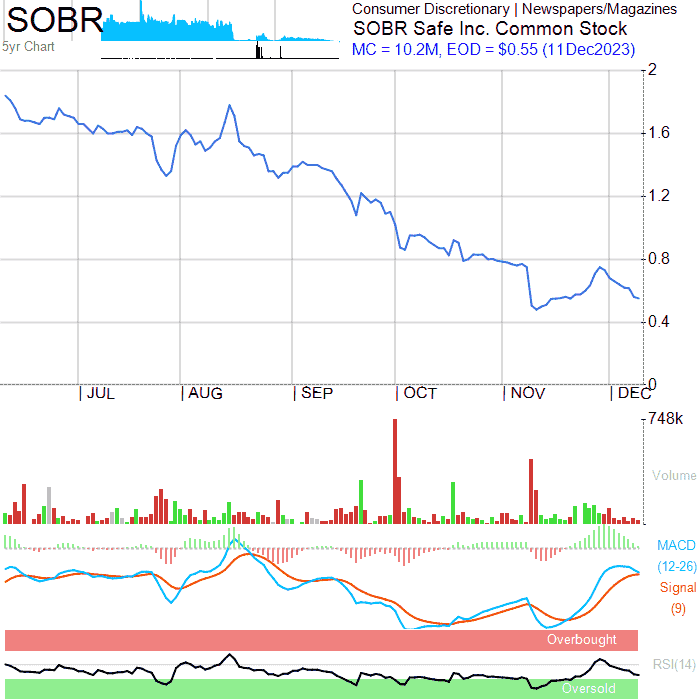 SOBR
5yr Chart
Consumer Discretionary | Newspapers/Magazines
SOBR Safe Inc. Common Stock
MC = 10.2M, EOD = $0.55 (11Dec2023)
2
1.6
1.2
0.8
0.4
0
JUL AUG SEP OCT NOV DEC
748k
Volume
MACD
(12-26)
Signal
(9)
Overbought
RSI(14)
Oversold